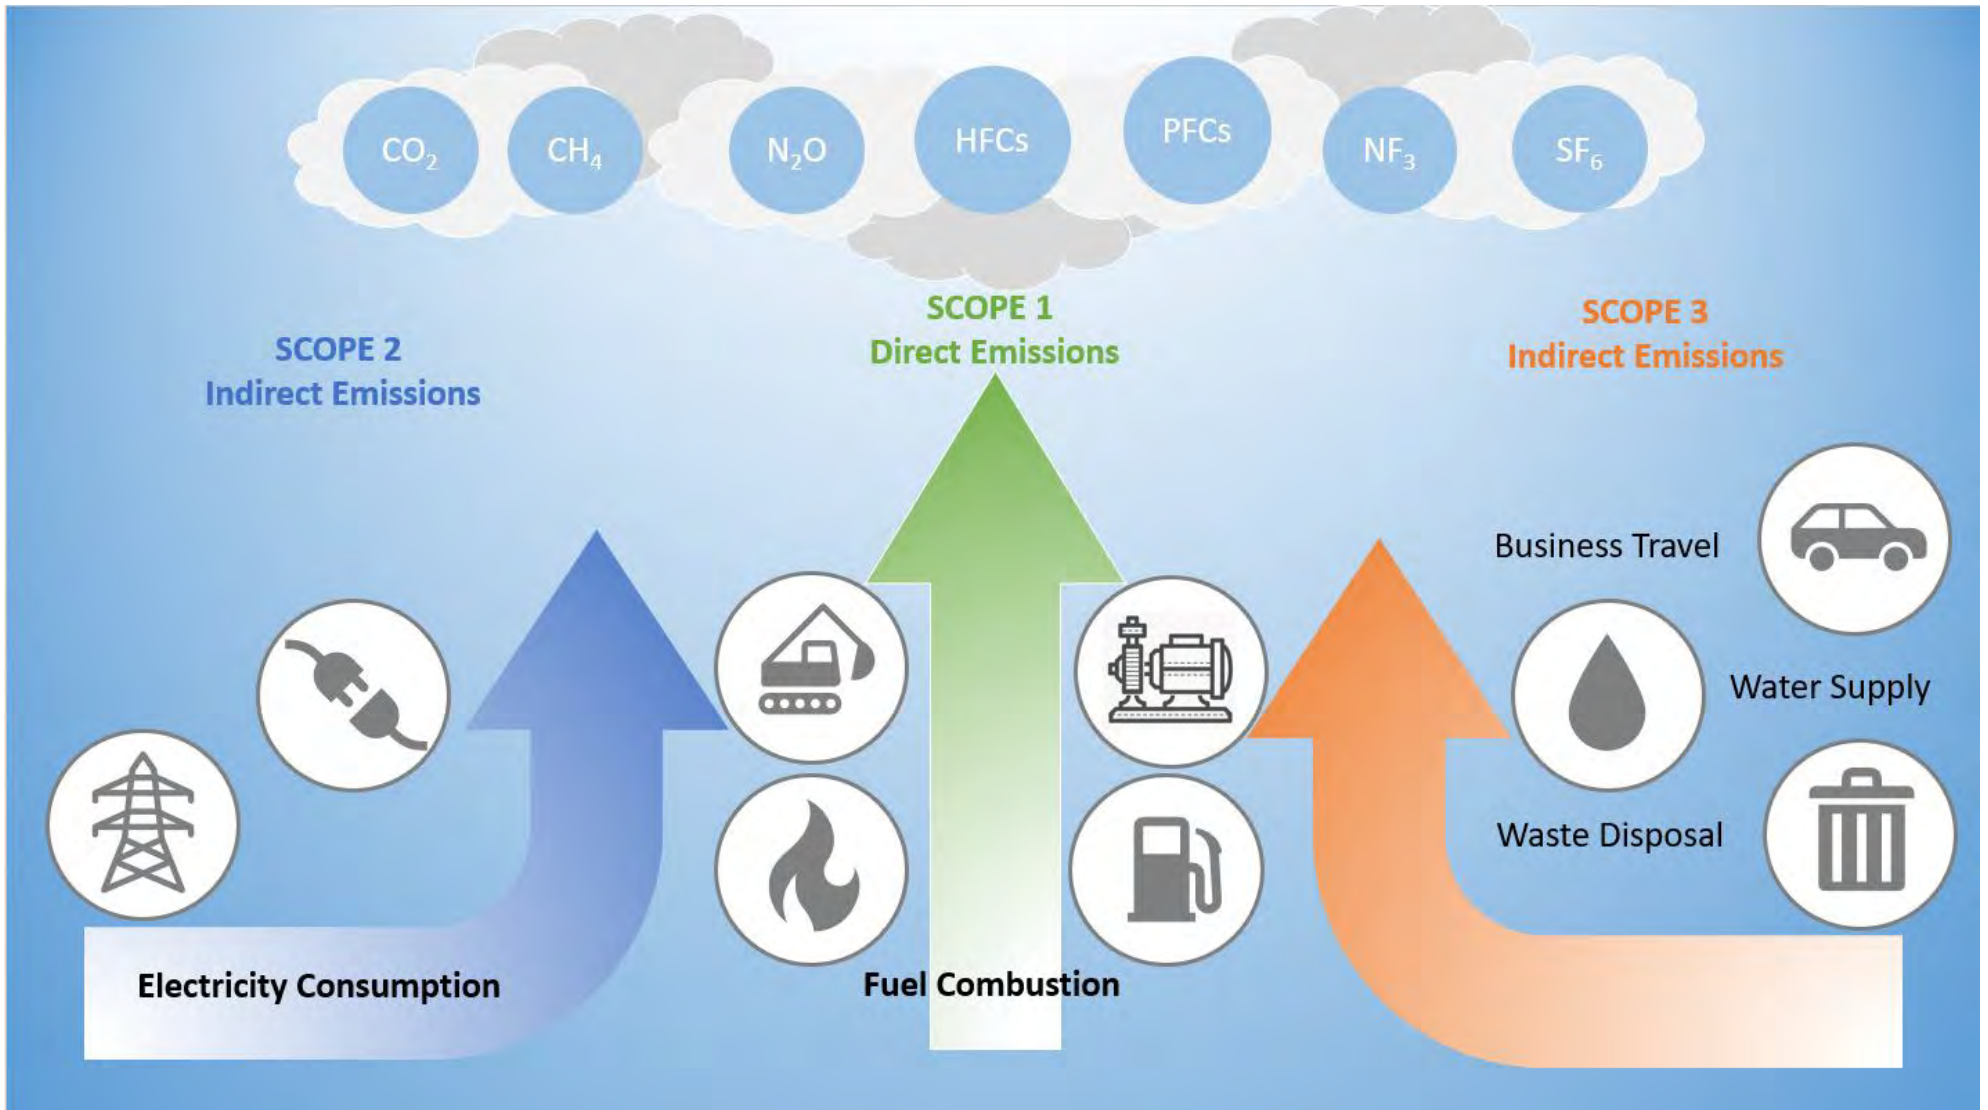 CO₂
CH₄
N₂O
HFCs
PFCs
NF₃
SF₆
SCOPE 2
Indirect Emissions
SCOPE 1
Direct Emissions
SCOPE 3
Indirect Emissions
Business Travel
Water Supply
Waste Disposal
Electricity Consumption
Fuel Combustion